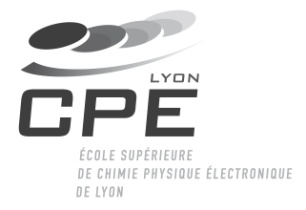 LYON
CPE
ÉCOLE SUPÉRIEURE
DE CHIMIE PHYSIQUE ÉLECTRONIQUE
DE LYON